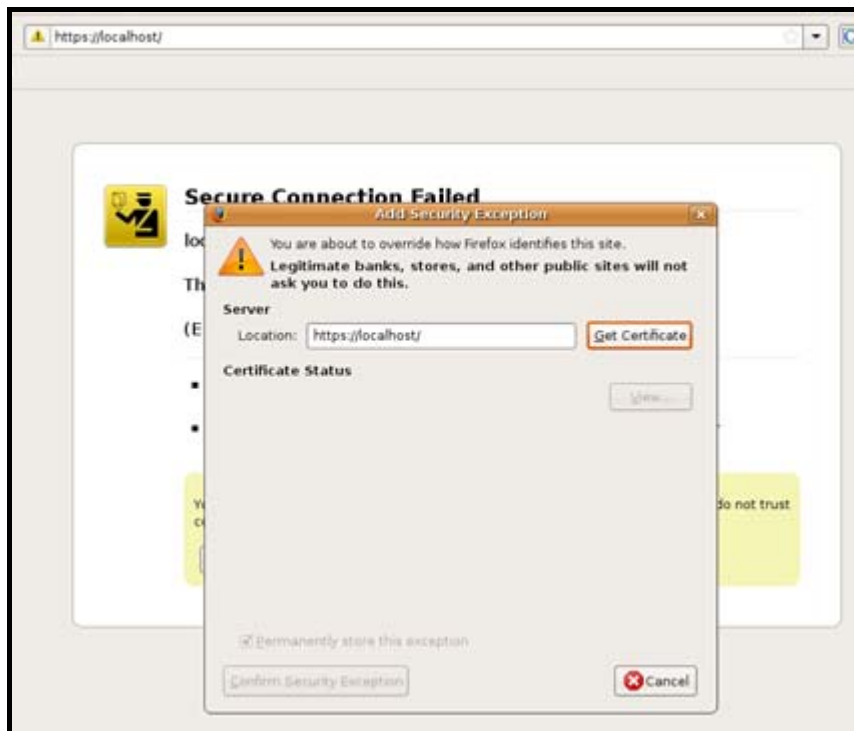 https://localhost/
Secure Connection Failed
Add Security Exception
loc
You are about to override how Firefox identifies this site.
Legitimate banks, stores, and other public sites will not
ask you to do this.
Th
Server
(E
Location: https://localhost/ Get Certificate
Certificate Status
View...
do not trust
Permanently store this exception
Confirm Security Exception
Cancel